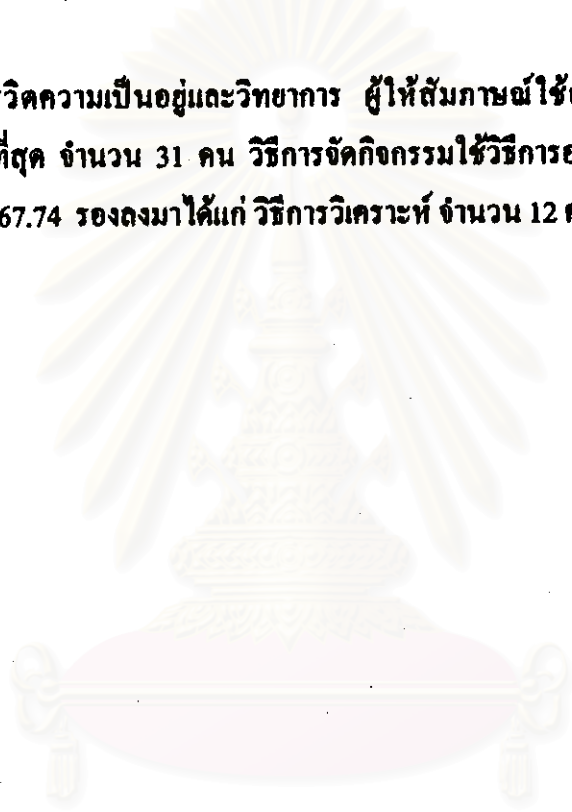 รวิตความเป็นอยู่และวิทยาการ ผู้ให้สัมภาษณ์ใช้
ที่สุด จำนวน 31 คน วิธีการจัดกิจกรรมใช้วิธีการ
67.74 รองลงมาได้แก่ วิธีการวิเคราะห์ จำนวน 12